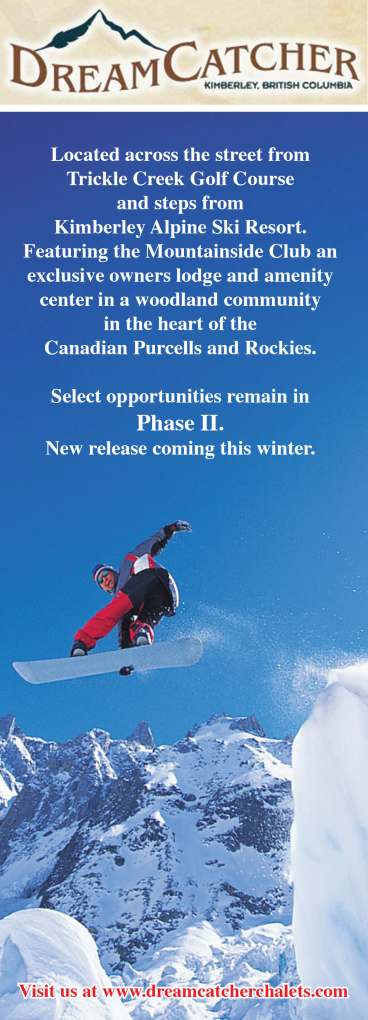 DREAMCATCHER
KIMBERLEY, BRITISH COLUMBIA
Located across the street from
Trickle Creek Golf Course
and steps from
Kimberley Alpine Ski Resort.
Featuring the Mountainside Club an
exclusive owners lodge and amenity
center in a woodland community
in the heart of the
Canadian Purcells and Rockies.
Select opportunities remain in
Phase II.
New release coming this winter.
Visit us at www.dreamcatcherchalets.com